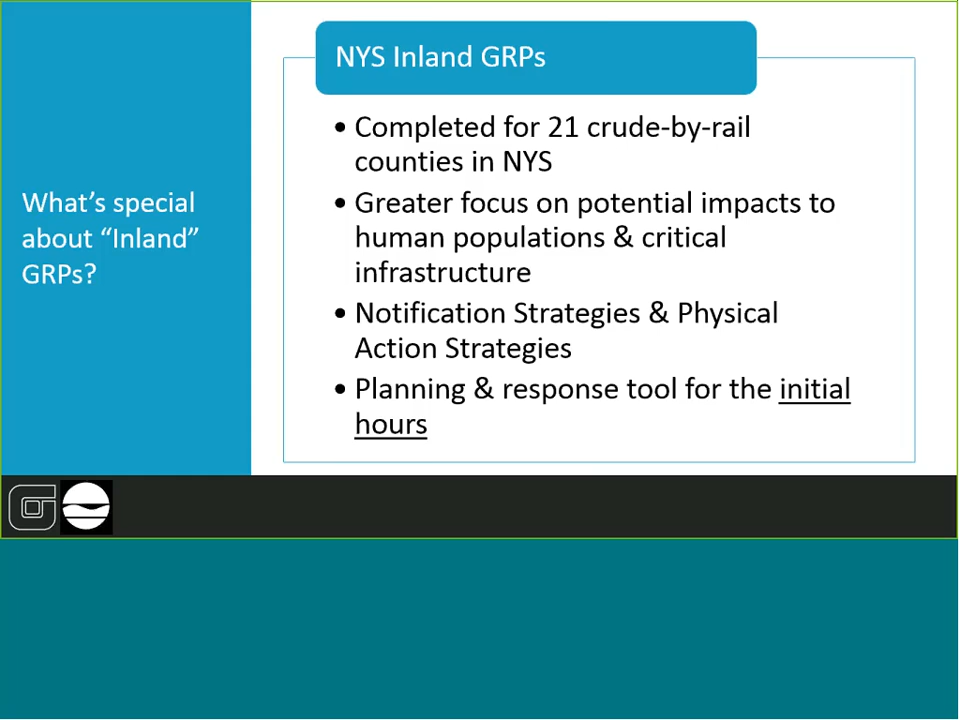 What’s special
about “Inland”
GRPs?
NYS Inland GRPs
• Completed for 21 crude-by-rail
counties in NYS
• Greater focus on potential impacts to
human populations & critical
infrastructure
• Notification Strategies & Physical
Action Strategies
• Planning & response tool for the initial
hours